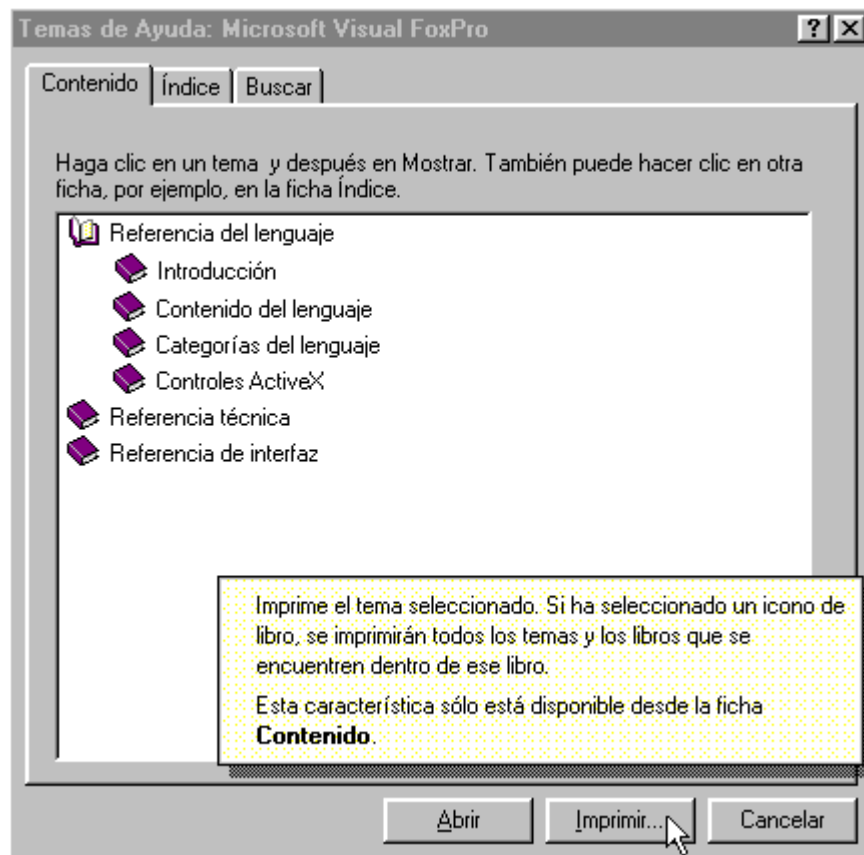 Temas de Ayuda: Microsoft Visual FoxPro
Contenido Índice Buscar
Haga clic en un tema y después en Mostrar. También puede hacer clic en otra
ficha, por ejemplo, en la ficha Índice.
Referencia del lenguaje
Introducción
Contenido del lenguaje
Categorías del lenguaje
Controles ActiveX
Referencia técnica
Referencia de interfaz
Imprime el tema seleccionado. Si ha seleccionado un icono de
libro, se imprimirán todos los temas y los libros que se
encuentren dentro de ese libro.
Esta característica sólo está disponible desde la ficha
Contenido.
Abrir Imprimir... Cancelar